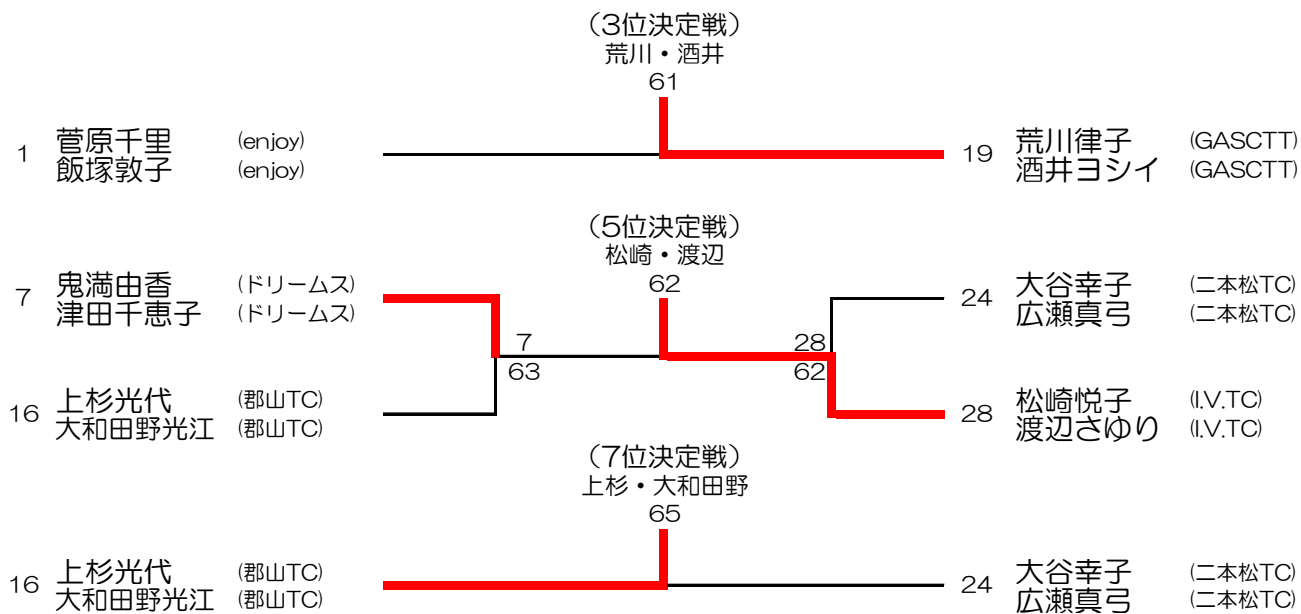 （3位決定戦）
荒川・酒井
61
1 菅原千里 (enjoy)
飯塚敦子 (enjoy)
19 荒川律子 (GASCTT)
酒井ヨシイ (GASCTT)
（5位決定戦）
松崎・渡辺
62
7 鬼満由香 (ドリームス)
津田千恵子 (ドリームス)
24 大谷幸子 (二本松TC)
広瀬真弓 (二本松TC)
7
63
28
62
16 上杉光代 (郡山TC)
大和田野光江 (郡山TC)
28 松崎悦子 (I.V.TC)
渡辺さゆり (I.V.TC)
（7位決定戦）
上杉・大和田野
65
16 上杉光代 (郡山TC)
大和田野光江 (郡山TC)
24 大谷幸子 (二本松TC)
広瀬真弓 (二本松TC)